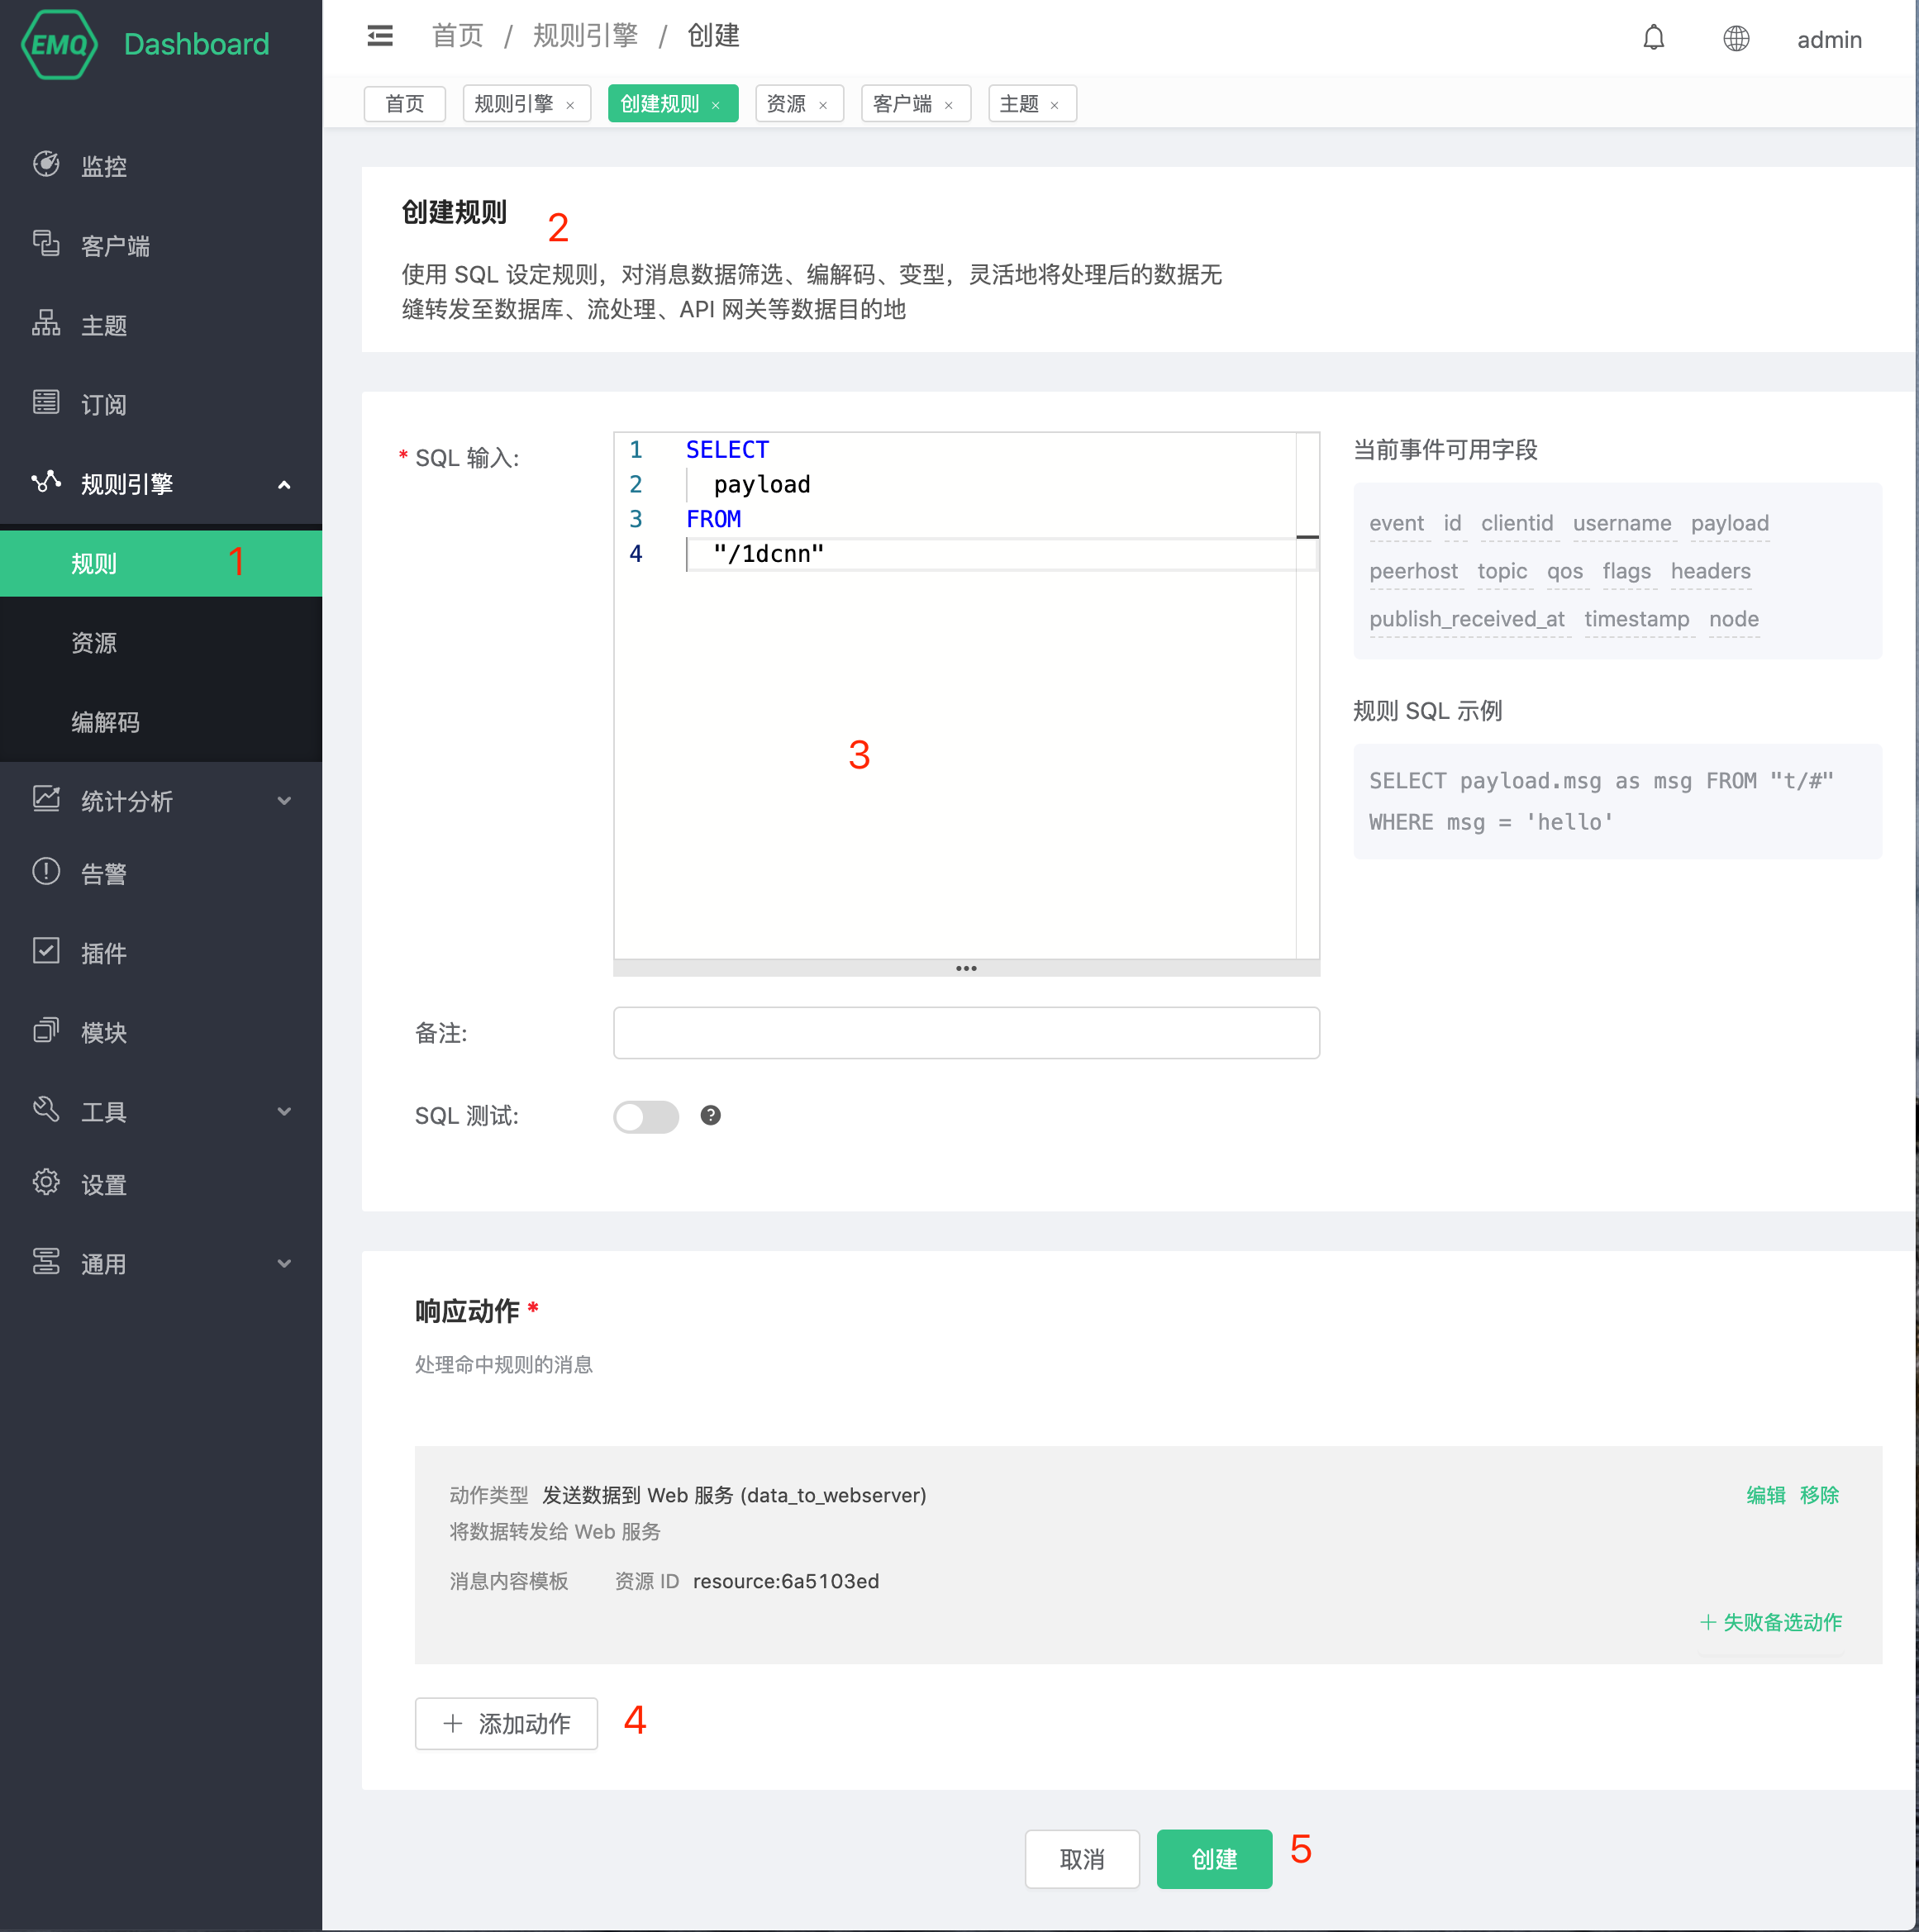 EMQ Dashboard
首页 / 规则引擎 / 创建
admin
首页 规则引擎 × 创建规则 × 资源 × 客户端 × 主题 ×
监控
客户端
主题
订阅
规则引擎
规则 1
资源
编解码
统计分析
告警
插件
模块
工具
设置
通用
创建规则 2
使用 SQL 设定规则，对消息数据筛选、编解码、变型，灵活地将处理后的数据无
缝转发至数据库、流处理、API 网关等数据目的地
* SQL 输入:
1 SELECT
2 payload
3 FROM
4 "/1dcnn"
3
当前事件可用字段
event id clientid username payload
peerhost topic qos flags headers
publish_received_at timestamp node
规则 SQL 示例
SELECT payload.msg as msg FROM "t/#"
WHERE msg = 'hello'
备注:
SQL 测试: ?
响应动作 *
处理命中规则的消息
动作类型 发送数据到 Web 服务 (data_to_webserver) 编辑 移除
将数据转发给 Web 服务
消息内容模板 资源 ID resource:6a5103ed
+ 失败备选动作
+ 添加动作 4
取消 创建 5